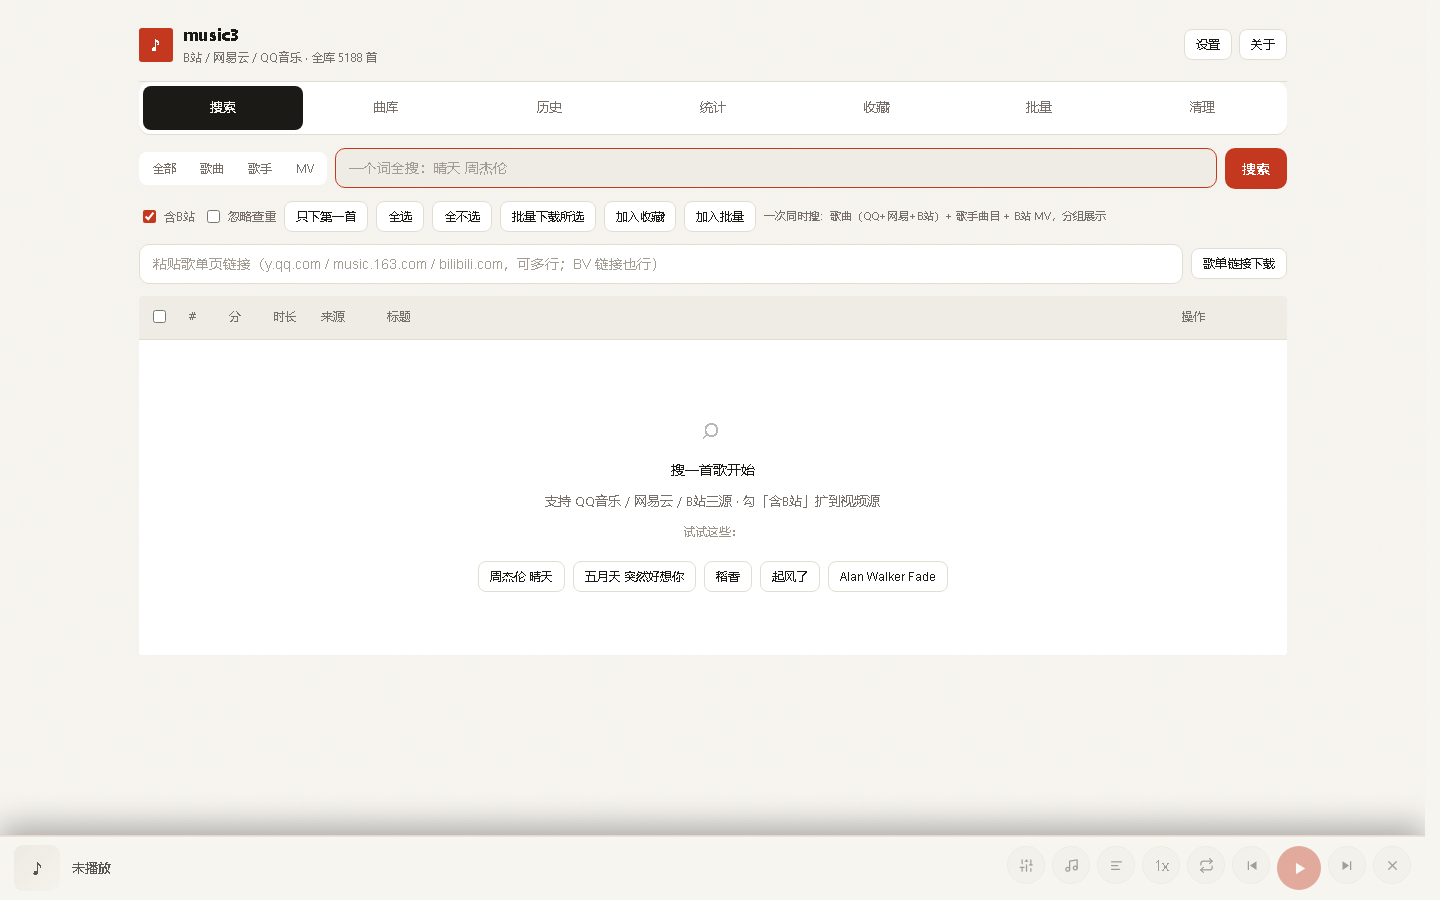 music3
B站 / 网易云 / QQ音乐 · 全库 5188 首
设置 关于
搜索 曲库 历史 统计 收藏 批量 清理
全部 歌曲 歌手 MV 一个词全搜：晴天 周杰伦 搜索
含B站 忽略查重 只下第一首 全选 全不选 批量下载所选 加入收藏 加入批量 一次同时搜：歌曲（QQ+网易+B站）+ 歌手曲目 + B站 MV，分组展示
粘贴歌单页链接（y.qq.com / music.163.com / bilibili.com，可多行；BV 链接也行） 歌单链接下载
# 分 时长 来源 标题 操作
搜一首歌开始
支持 QQ音乐 / 网易云 / B站三源 · 勾「含B站」扩到视频源
试试这些：
周杰伦 晴天 五月天 突然好想你 稻香 起风了 Alan Walker Fade
未播放 1x